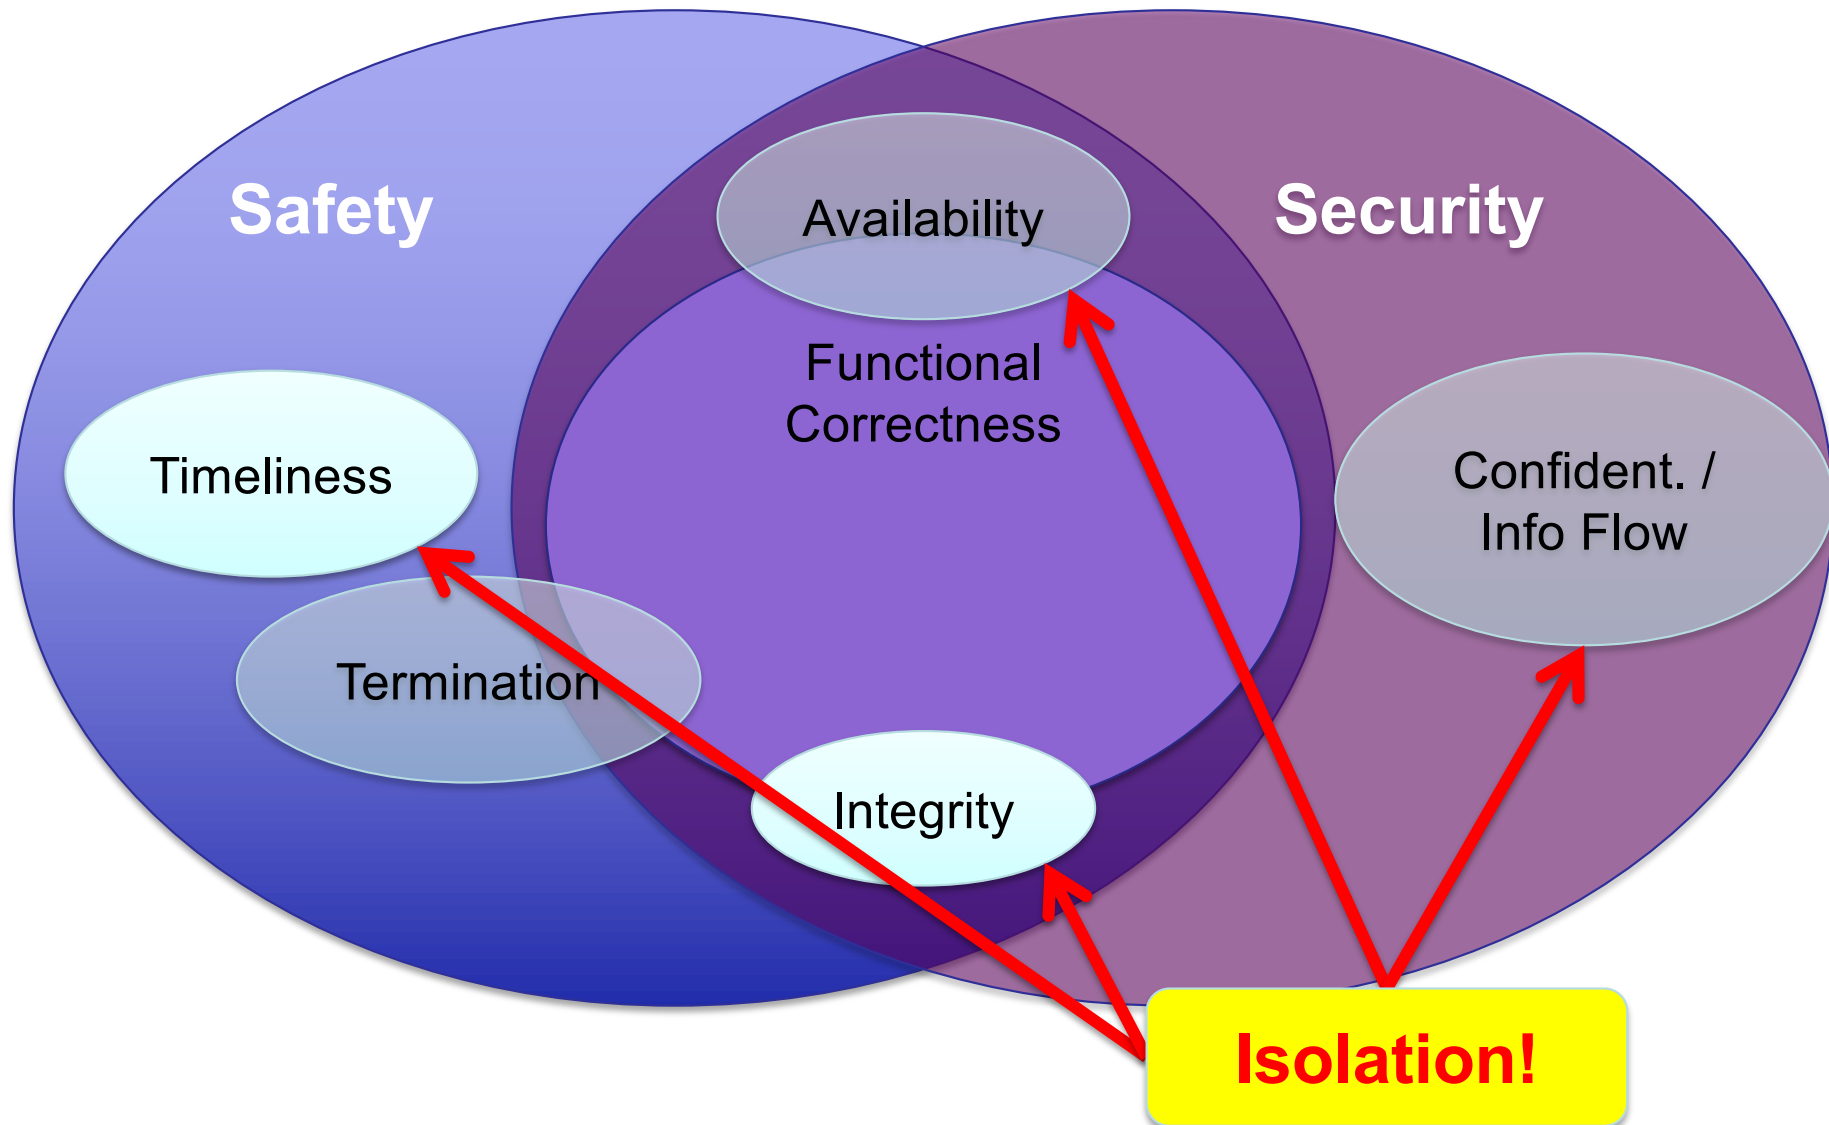 Safety
Availability
Security
Functional
Correctness
Timeliness
Confident. /
Info Flow
Termination
Integrity
Isolation!